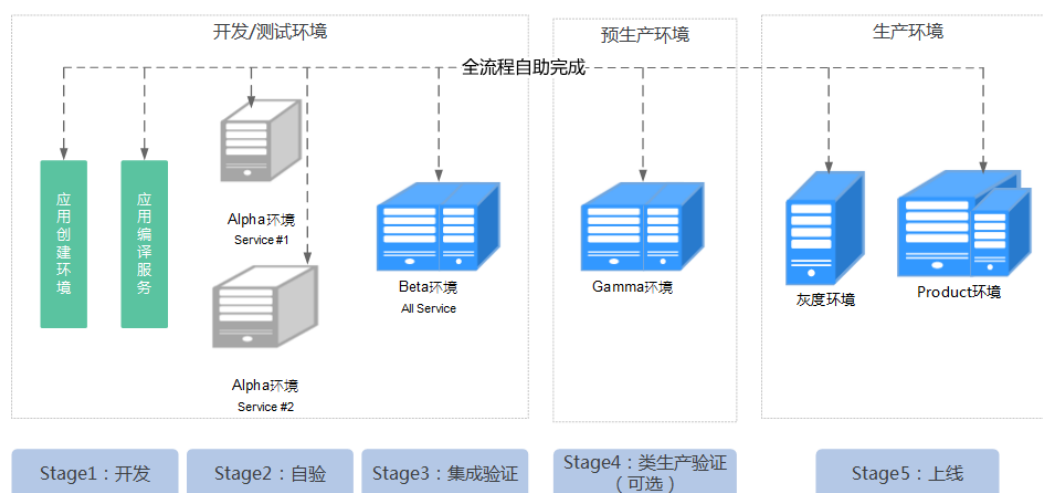 开发/测试环境
预生产环境
生产环境
全流程自助完成
应用创建环境
应用编译服务
Alpha环境
Service #1
Alpha环境
Service #2
Beta环境
All Service
Gamma环境
灰度环境
Product环境
Stage1：开发
Stage2：自验
Stage3：集成验证
Stage4：类生产验证
（可选）
Stage5：上线